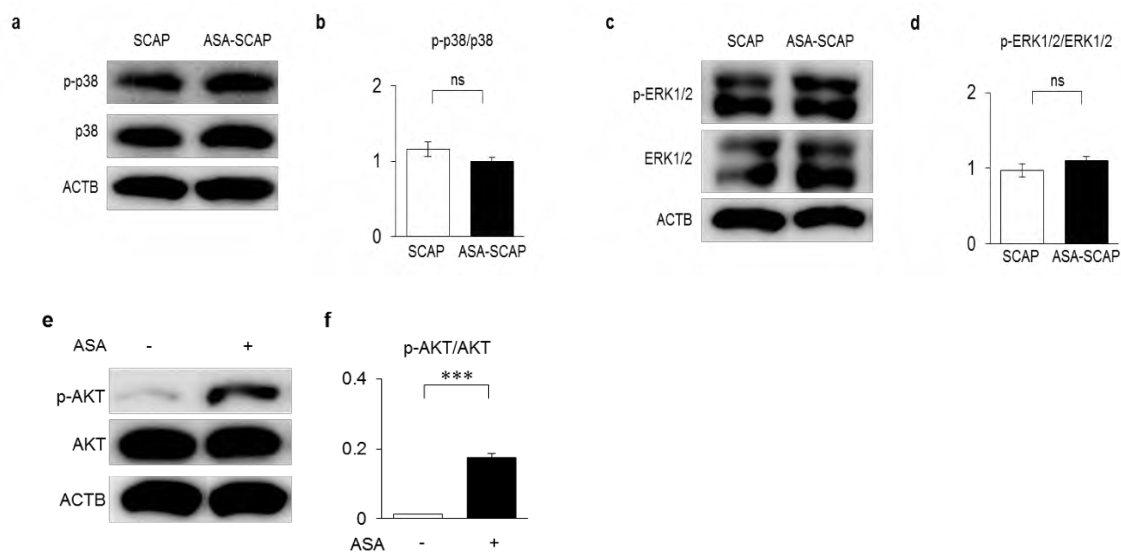 a
SCAP ASA-SCAP
p-p38
p38
ACTB
b
p-p38/p38
2
ns
1
0
SCAP ASA-SCAP
c
SCAP ASA-SCAP
p-ERK1/2
ERK1/2
ACTB
d
p-ERK1/2/ERK1/2
2
ns
1
0
SCAP ASA-SCAP
e
ASA - +
p-AKT
AKT
ACTB
f
p-AKT/AKT
0.4
***
0.2
0
ASA - +